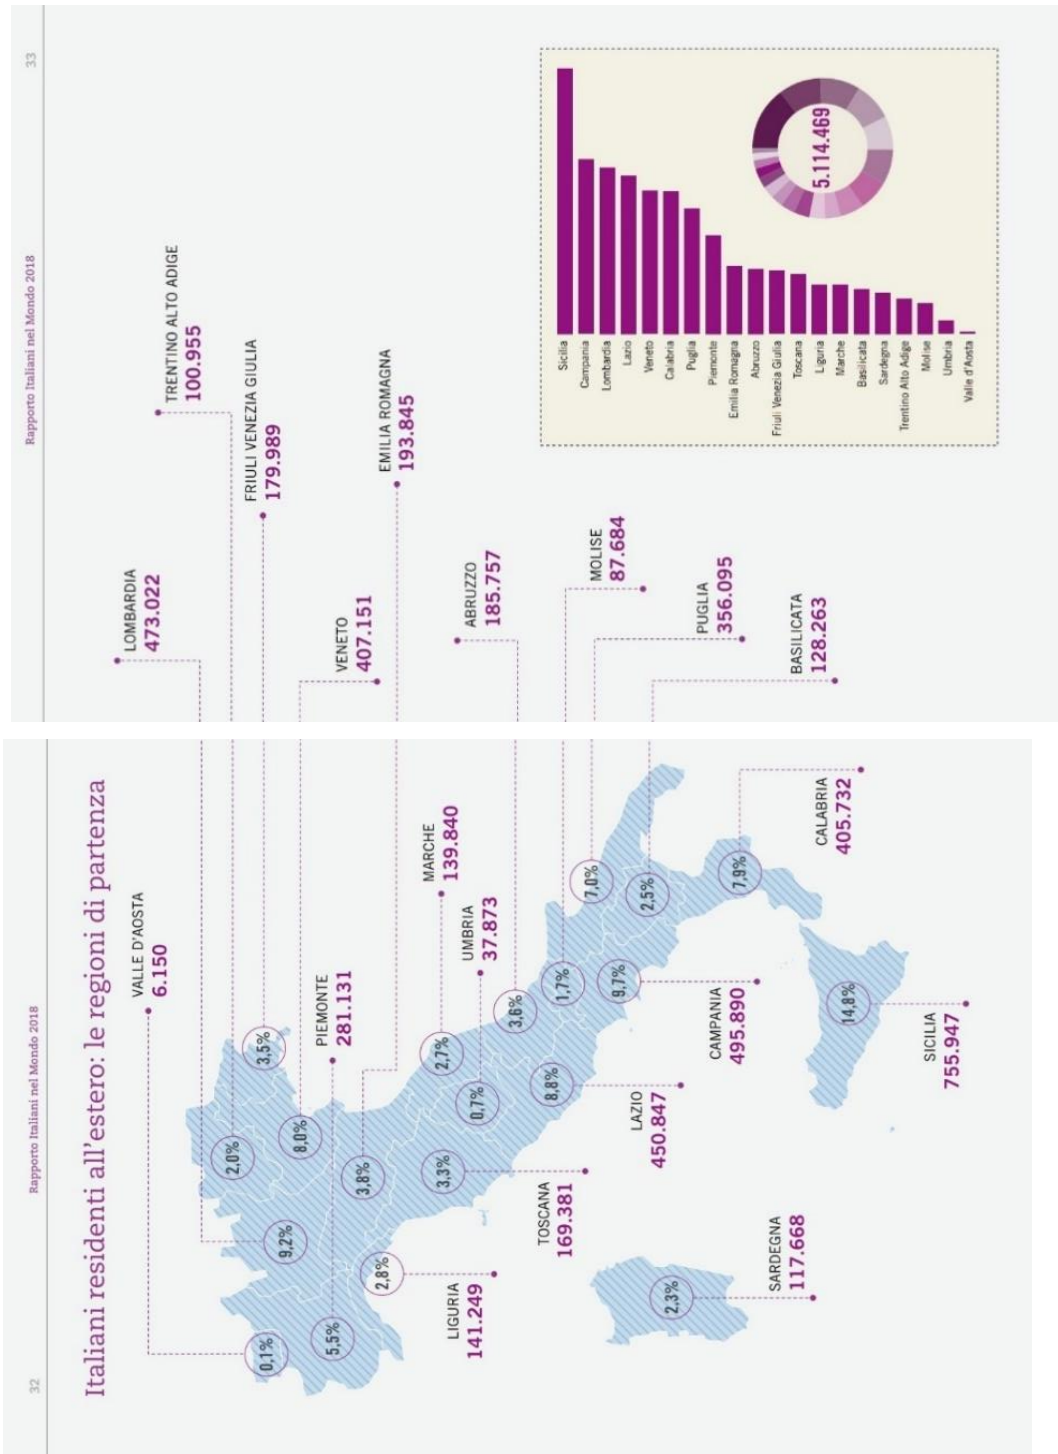 33
Rapporto Italiani nel Mondo 2018
LOMBARDIA
473.022
TRENTINO ALTO ADIGE
100.955
FRIULI VENEZIA GIULIA
179.989
VENETO
407.151
EMILIA ROMAGNA
193.845
ABRUZZO
185.757
MOLISE
87.684
PUGLIA
356.095
BASILICATA
128.263
Sicilia
Campania
Lombardia
Lazio
Veneto
Calabria
Puglia
Piemonte
Emilia Romagna
Abruzzo
Friuli Venezia Giulia
Toscana
Liguria
Marche
Basilicata
Sardegna
Trentino Alto Adige
Molise
Umbria
Valle d'Aosta
5.114.469
32
Rapporto Italiani nel Mondo 2018
Italiani residenti all'estero: le regioni di partenza
VALLE D'AOSTA
6.150
PIEMONTE
281.131
MARCHE
139.840
UMBRIA
37.873
LIGURIA
141.249
TOSCANA
169.381
LAZIO
450.847
CAMPANIA
495.890
CALABRIA
405.732
SARDEGNA
117.668
SICILIA
755.947
0,1%
5,5%
9,2%
2,0%
3,5%
8,0%
3,8%
2,8%
3,3%
2,7%
0,7%
3,6%
8,8%
1,7%
9,7%
7,0%
2,5%
7,9%
14,8%
2,3%